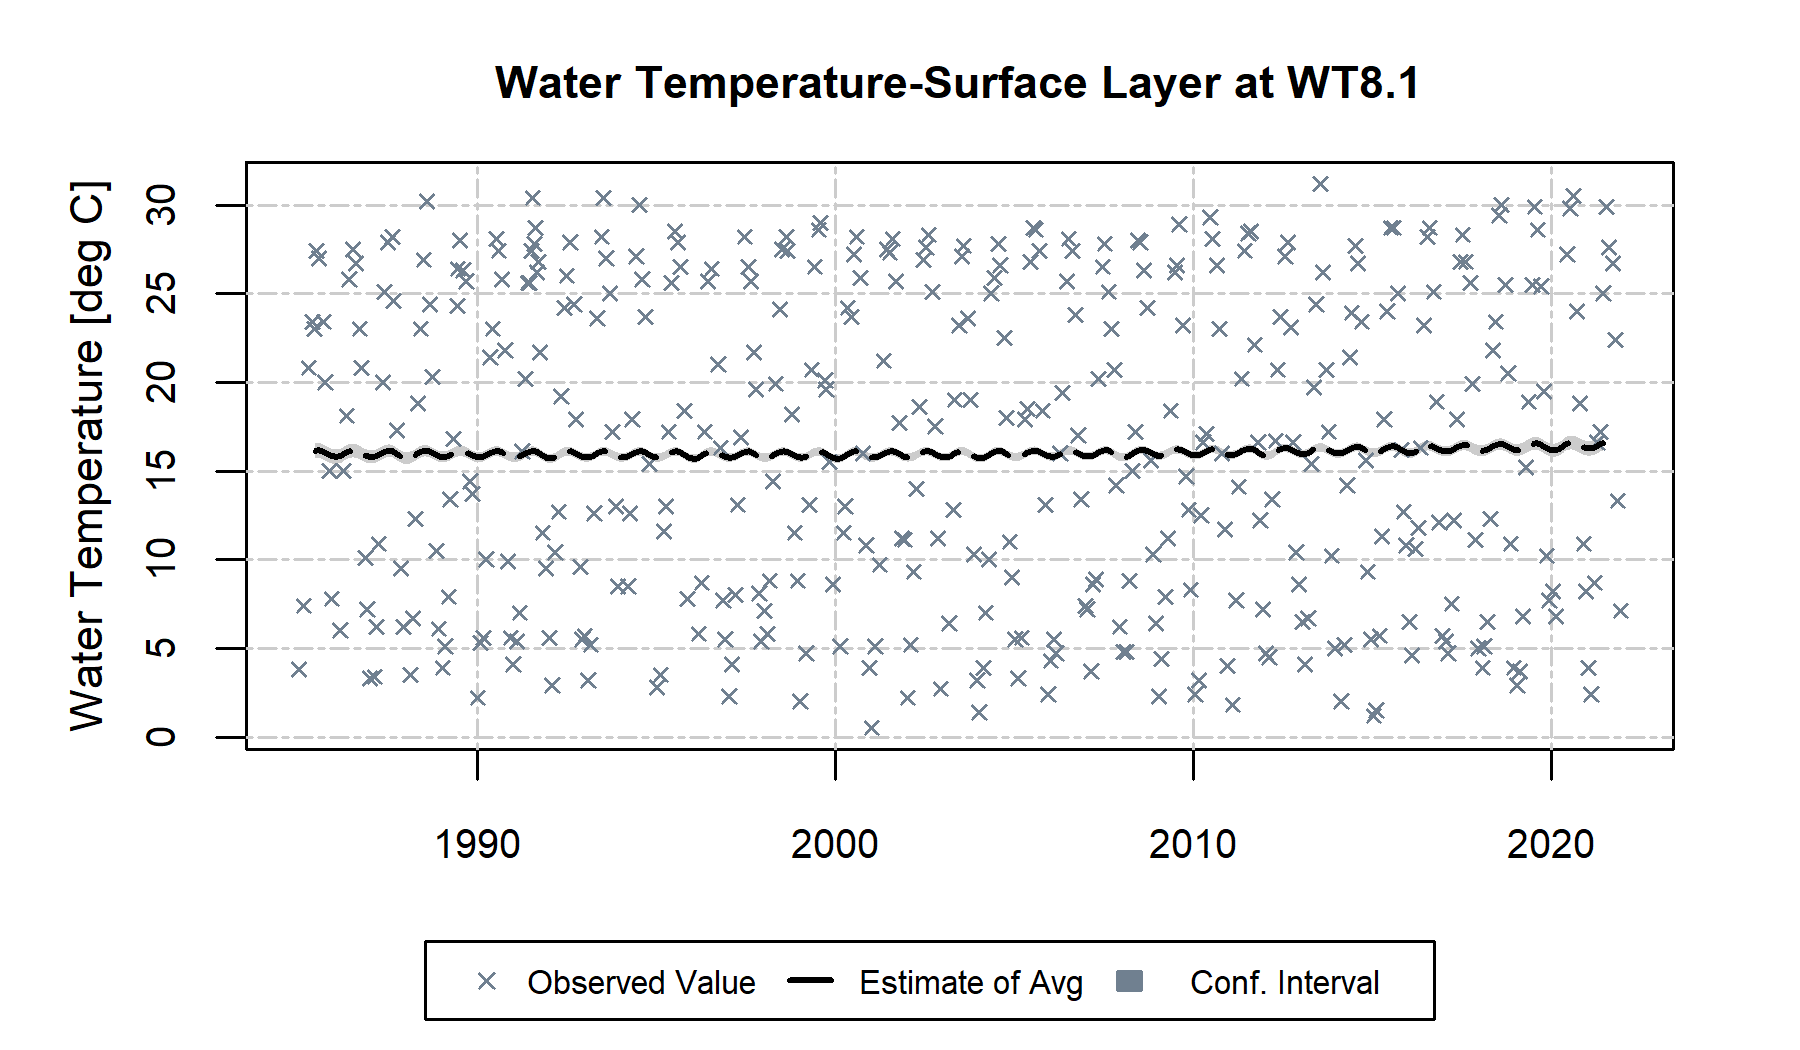 Water Temperature-Surface Layer at WT8.1
Water Temperature [deg C]
30
25
20
15
10
5
0
1990 2000 2010 2020
Observed Value Estimate of Avg Conf. Interval